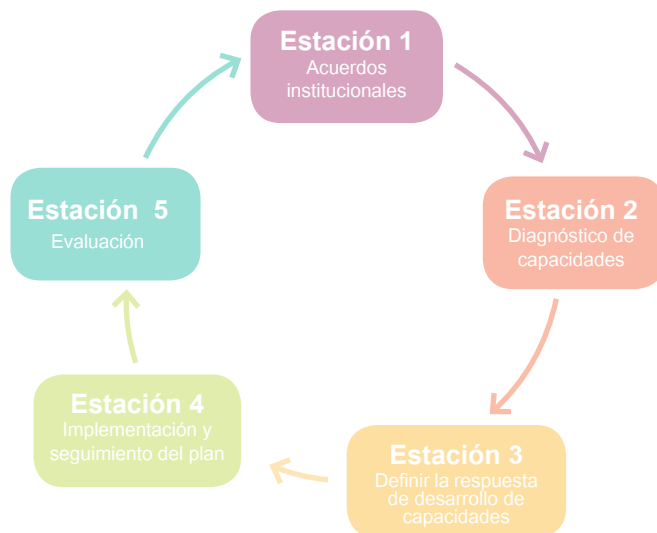 Estación 1
Acuerdos
institucionales
Estación 2
Diagnóstico de
capacidades
Estación 3
Definir la respuesta
de desarrollo de
capacidades
Estación 4
Implementación y
seguimiento del plan
Estación 5
Evaluación